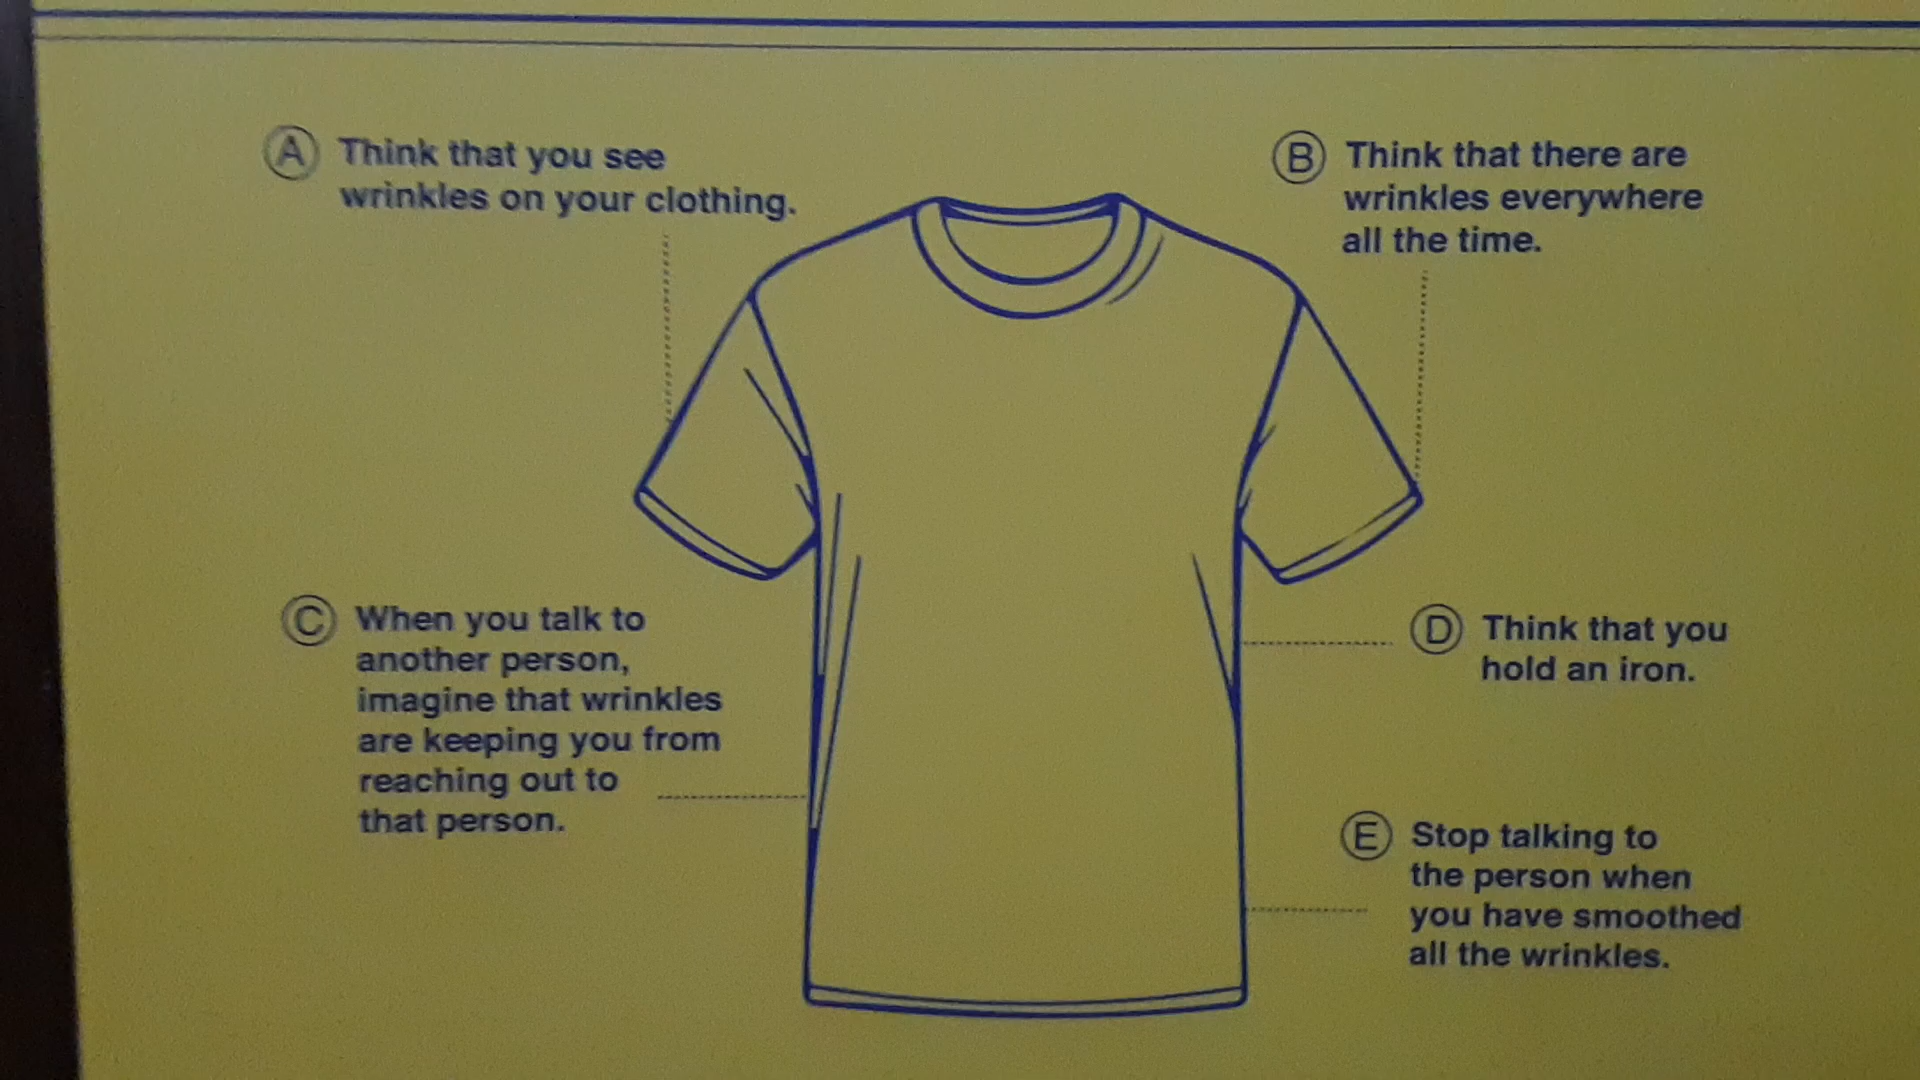 A Think that you see
wrinkles on your clothing.
B Think that there are
wrinkles everywhere
all the time.
C When you talk to
another person,
imagine that wrinkles
are keeping you from
reaching out to
that person.
D Think that you
hold an iron.
E Stop talking to
the person when
you have smoothed
all the wrinkles.